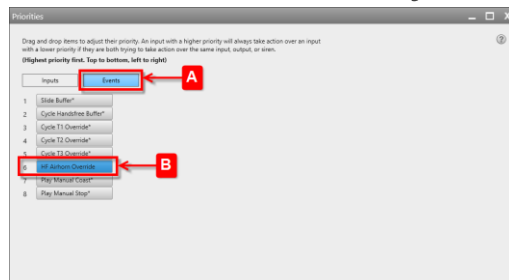 Priorities
Drag and drop items to adjust their priority. An input with a higher priority will always take action over an input
with a lower priority if they are both trying to take action over the same input, output, or siren.
(Highest priority first. Top to bottom, left to right)
Inputs Events A
1 Slide Buffer*
2 Cycle Handsfree Buffer*
3 Cycle T1 Override*
4 Cycle T2 Override*
5 Cycle T3 Override*
6 HF Airhorn Override B
7 Play Manual Coast*
8 Play Manual Stop*